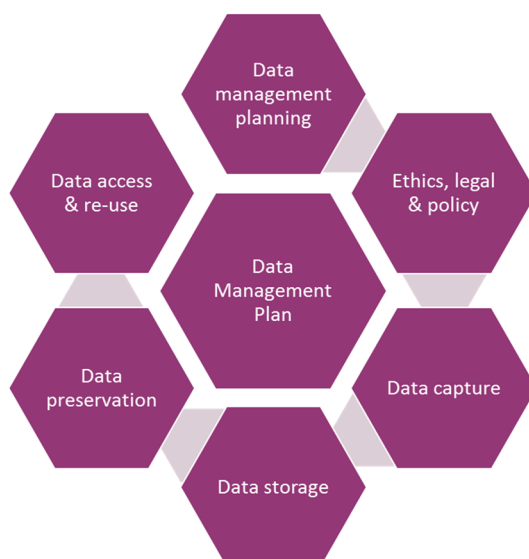 Data
management
planning
Ethics, legal
& policy
Data capture
Data storage
Data
preservation
Data access
& re-use
Data
Management
Plan